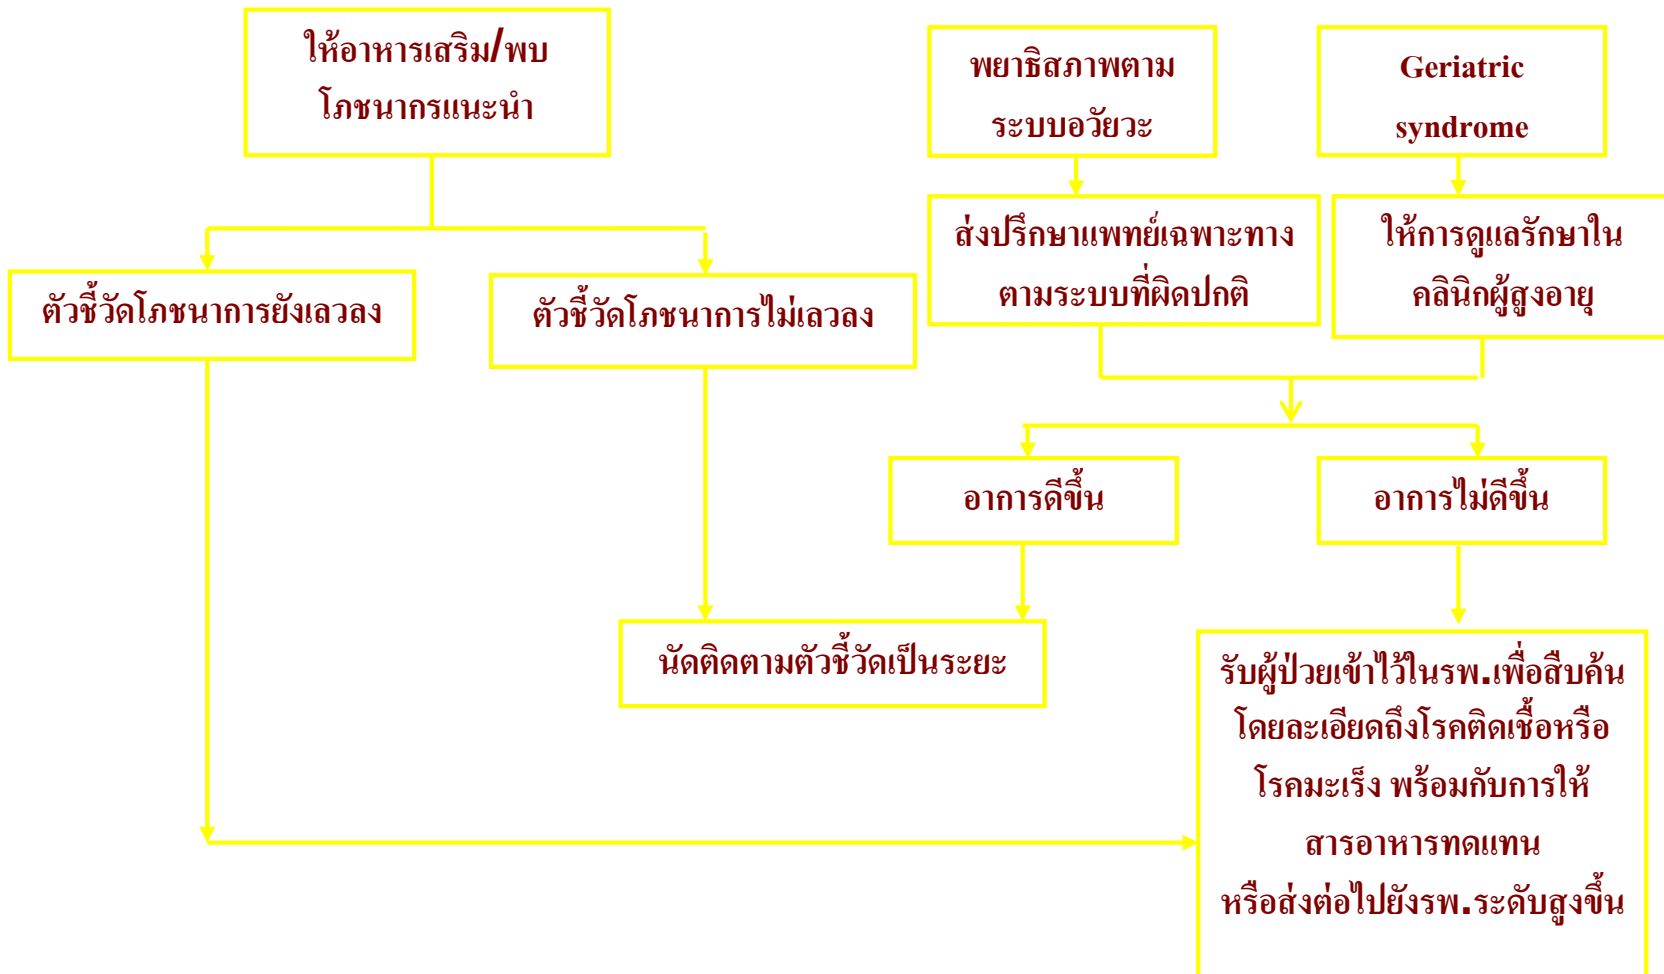 ให้อาหารเสริม/พบ
โภชนากรแนะนำ
พยาธิสภาพตาม
ระบบอวัยวะ
Geriatric
syndrome
ส่งปรึกษาแพทย์เฉพาะทาง
ตามระบบที่ผิดปกติ
ให้การดูแลรักษาใน
คลินิกผู้สูงอายุ
ตัวชี้วัดโภชนาการยังเลวลง
ตัวชี้วัดโภชนาการไม่เลวลง
อาการดีขึ้น
อาการไม่ดีขึ้น
นัดติดตามตัวชี้วัดเป็นระยะ
รับผู้ป่วยเข้าไว้ในรพ.เพื่อสืบค้น
โดยละเอียดถึงโรคติดเชื้อหรือ
โรคมะเร็ง พร้อมกับการให้
สารอาหารทดแทน
หรือส่งต่อไปยังรพ.ระดับสูงขึ้น